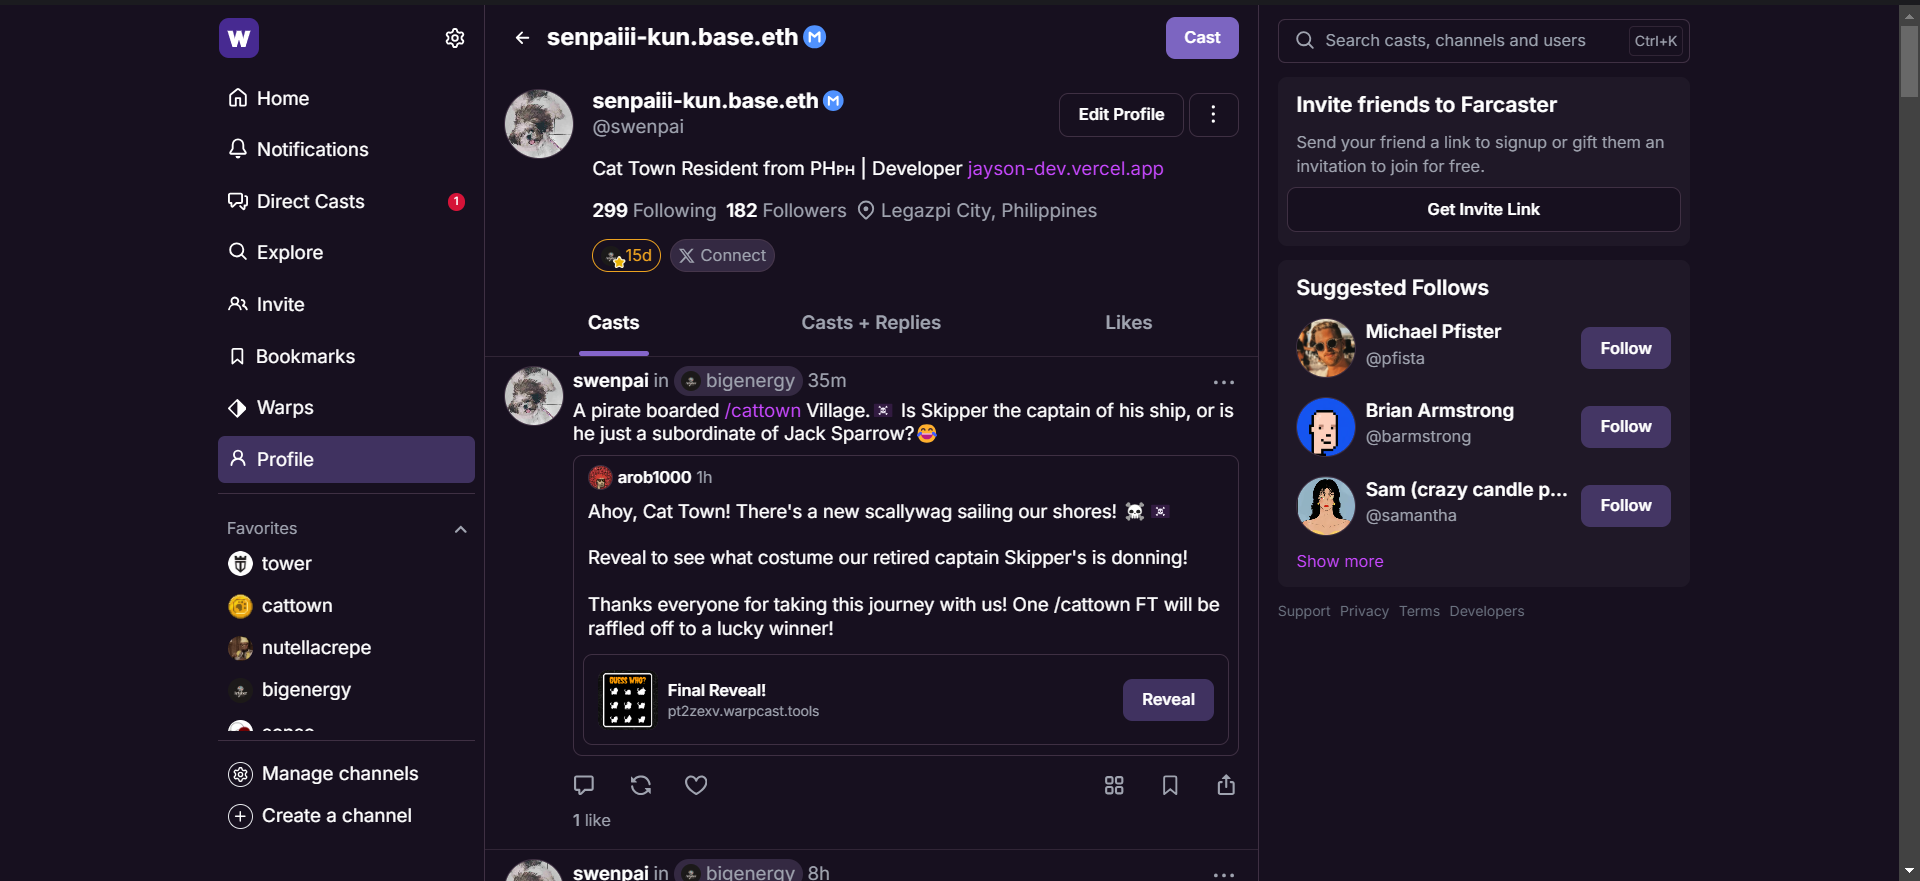 W
Home
Notifications
Direct Casts
1
Explore
Invite
Bookmarks
Warps
Profile
Favorites
tower
cattown
nutellacrepe
bigenergy
Manage channels
Create a channel
senpaiii-kun.base.eth
Cast
senpaiii-kun.base.eth
@swenpai
Edit Profile
Cat Town Resident from PHPH | Developer jayson-dev.vercel.app
299 Following 182 Followers Legazpi City, Philippines
15d
X Connect
Casts
Casts + Replies
Likes
swenpai in bigenergy 35m
A pirate boarded /cattown Village.🏴‍☠️ Is Skipper the captain of his ship, or is
he just a subordinate of Jack Sparrow?😂
arob1000 1h
Ahoy, Cat Town! There's a new scallywag sailing our shores! ☠️🏴‍☠️
Reveal to see what costume our retired captain Skipper's is donning!
Thanks everyone for taking this journey with us! One /cattown FT will be
raffled off to a lucky winner!
GUESS WHO?
Final Reveal!
pt2zexv.warpcast.tools
Reveal
1 like
swenpai in bigenergy 8h
Search casts, channels and users
Ctrl+K
Invite friends to Farcaster
Send your friend a link to signup or gift them an
invitation to join for free.
Get Invite Link
Suggested Follows
Michael Pfister
@pfista
Follow
Brian Armstrong
@barmstrong
Follow
Sam (crazy candle p...
@samantha
Follow
Show more
Support Privacy Terms Developers